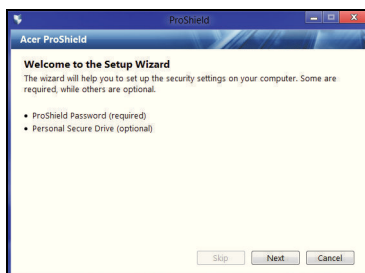 ProShield
Acer ProShield
Welcome to the Setup Wizard
The wizard will help you to set up the security settings on your computer. Some are
required, while others are optional.
• ProShield Password (required)
• Personal Secure Drive (optional)
Skip Next Cancel